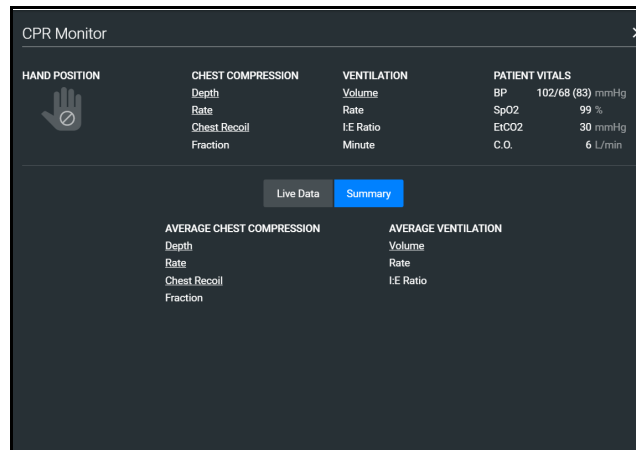 CPR Monitor
HAND POSITION
CHEST COMPRESSION
Depth
Rate
Chest Recoil
Fraction
VENTILATION
Volume
Rate
I:E Ratio
Minute
PATIENT VITALS
BP 102/68 (83) mmHg
SpO2 99 %
EtCO2 30 mmHg
C.O. 6 L/min
Live Data Summary
AVERAGE CHEST COMPRESSION
Depth
Rate
Chest Recoil
Fraction
AVERAGE VENTILATION
Volume
Rate
I:E Ratio